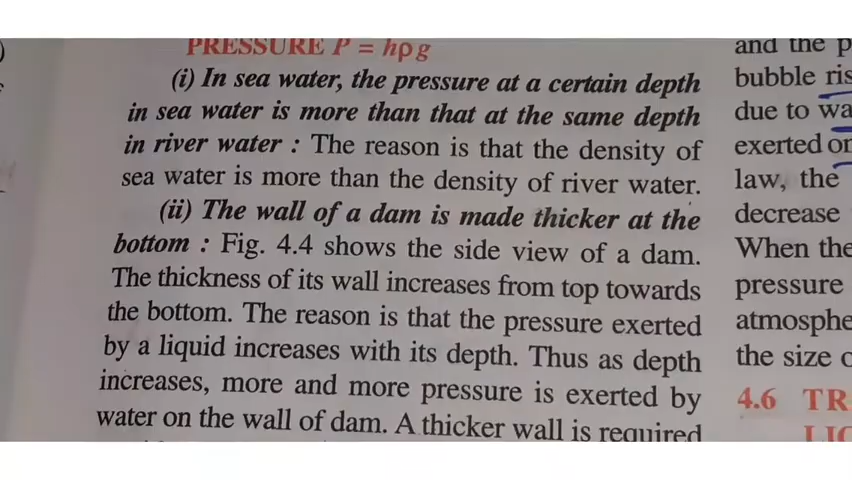 PRESSURE P = hρg
(i) In sea water, the pressure at a certain depth
in sea water is more than that at the same depth
in river water : The reason is that the density of
sea water is more than the density of river water.
(ii) The wall of a dam is made thicker at the
bottom : Fig. 4.4 shows the side view of a dam.
The thickness of its wall increases from top towards
the bottom. The reason is that the pressure exerted
by a liquid increases with its depth. Thus as depth
increases, more and more pressure is exerted by
water on the wall of dam. A thicker wall is required
and the p
bubble ris
due to wa
exerted on
law, the
decrease
When the
pressure
atmosphe
the size o
4.6 TR
LIQ